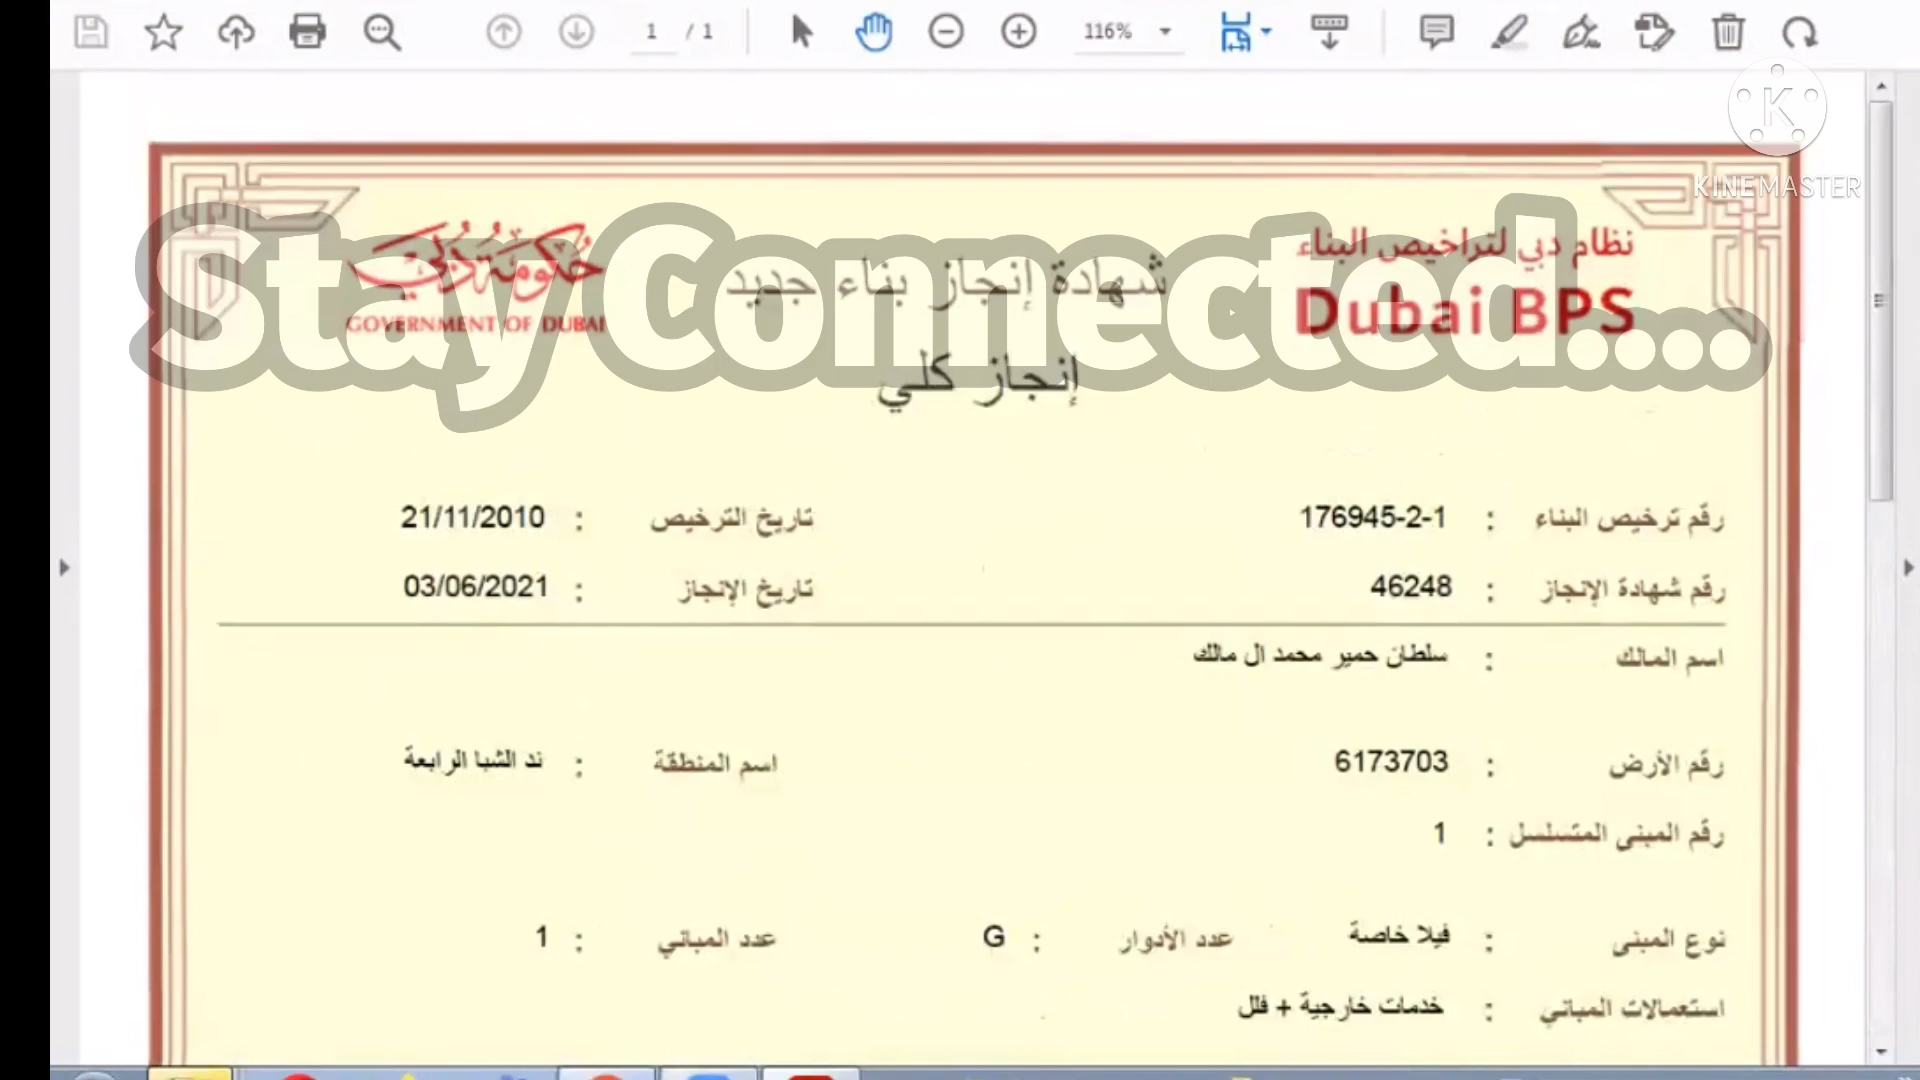 1 / 1
116%
KINEMASTER
Stay Connected....
حكومة دبي
GOVERNMENT OF DUBAI
شهادة إنجاز بناء جديد
إنجاز كلي
نظام دبي لتراخيص البناء
Dubai BPS
رقم ترخيص البناء : 176945-2-1 تاريخ الترخيص : 21/11/2010
رقم شهادة الإنجاز : 46248 تاريخ الإنجاز : 03/06/2021
اسم المالك : سلطان حمير محمد ال مالك
رقم الأرض : 6173703 اسم المنطقة : ند الشبا الرابعة
رقم المبنى المتسلسل : 1
نوع المبنى : فيلا خاصة عدد الأدوار : G عدد المباني : 1
استعمالات المباني : خدمات خارجية + فلل